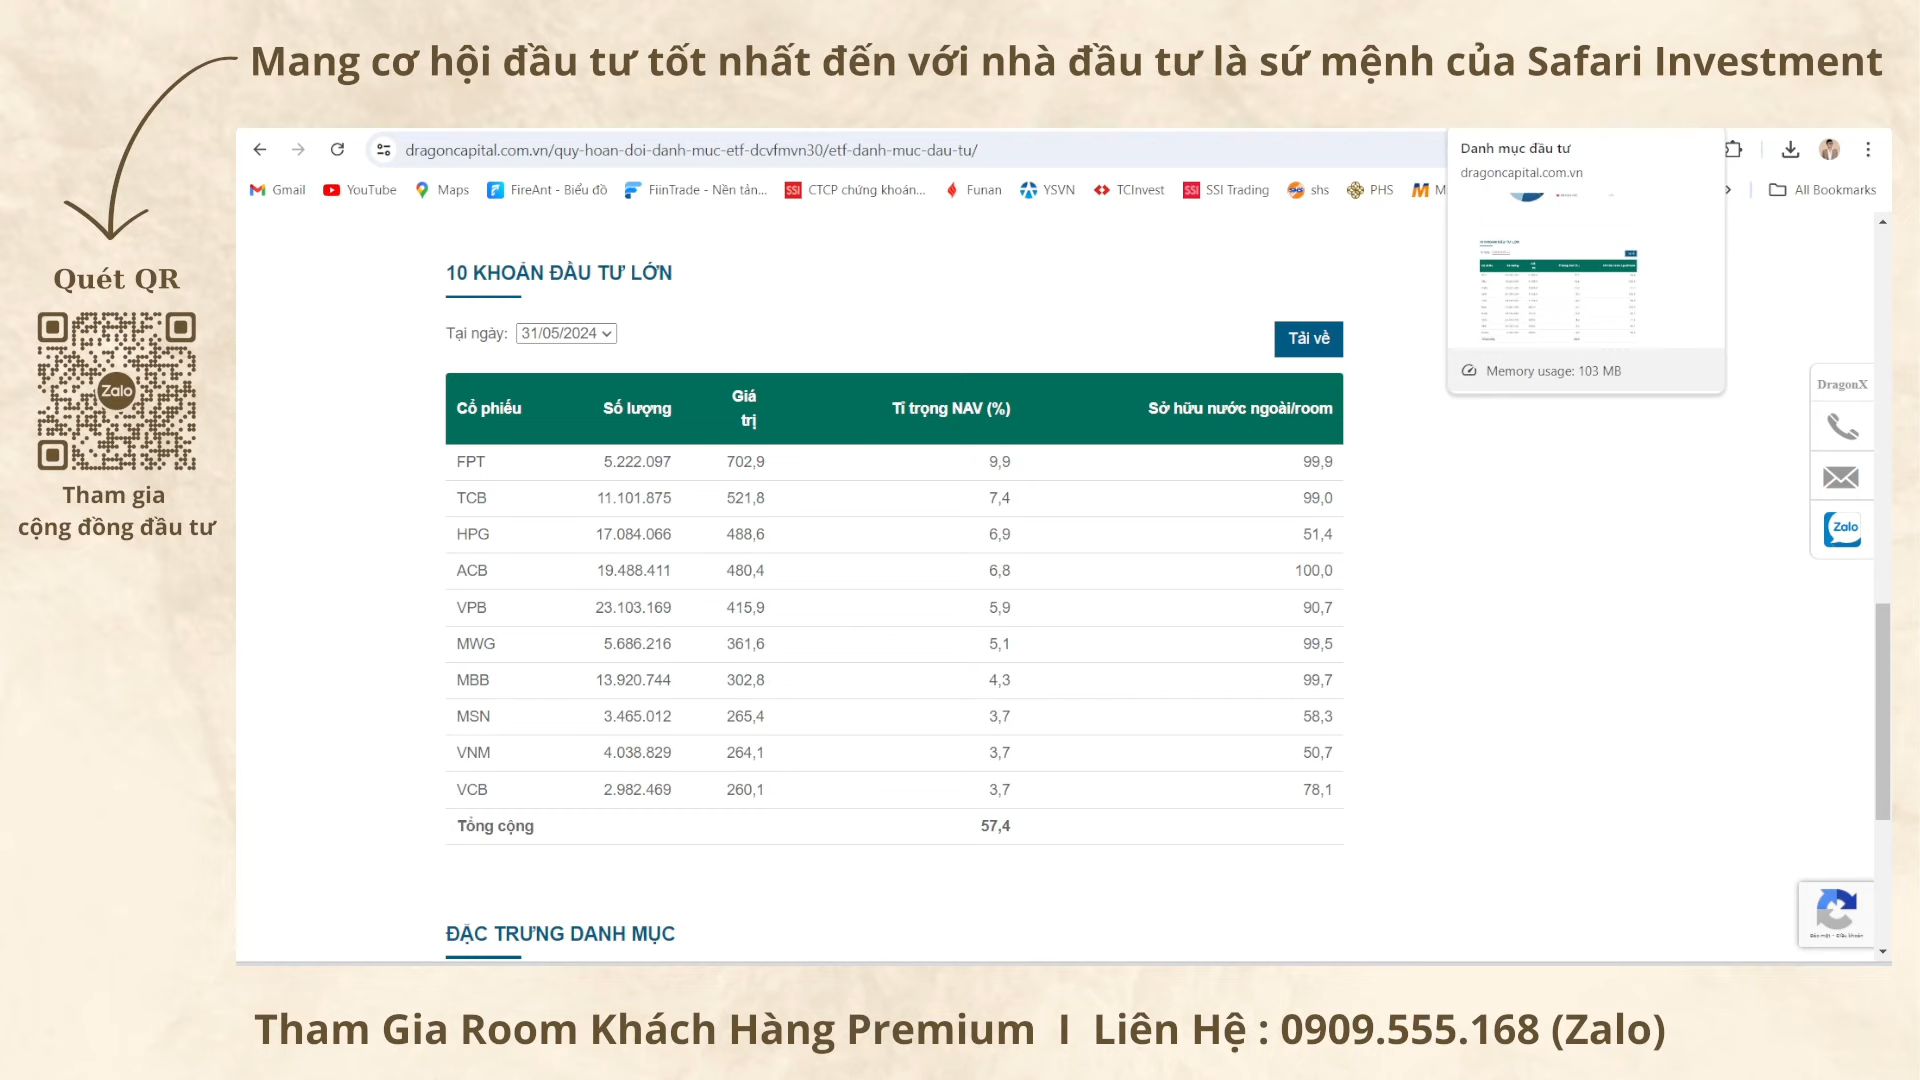 Mang cơ hội đầu tư tốt nhất đến với nhà đầu tư là sứ mệnh của Safari Investment
Quét QR
Zalo
Tham gia
cộng đồng đầu tư
dragoncapital.com.vn/quy-hoan-doi-danh-muc-etf-dcvfmvn30/etf-danh-muc-dau-tu/
Gmail YouTube Maps FireAnt - Biểu đồ FiinTrade - Nền tản... SSI CTCP chứng khoán... Funan YSVN TCInvest SSI SSI Trading shs PHS M All Bookmarks
Danh mục đầu tư
dragoncapital.com.vn
Memory usage: 103 MB
10 KHOẢN ĐẦU TƯ LỚN
Tại ngày: 31/05/2024
Tải về
Cổ phiếu Số lượng Giá trị Tỉ trọng NAV (%) Sở hữu nước ngoài/room
FPT 5.222.097 702,9 9,9 99,9
TCB 11.101.875 521,8 7,4 99,0
HPG 17.084.066 488,6 6,9 51,4
ACB 19.488.411 480,4 6,8 100,0
VPB 23.103.169 415,9 5,9 90,7
MWG 5.686.216 361,6 5,1 99,5
MBB 13.920.744 302,8 4,3 99,7
MSN 3.465.012 265,4 3,7 58,3
VNM 4.038.829 264,1 3,7 50,7
VCB 2.982.469 260,1 3,7 78,1
Tổng cộng 57,4
ĐẶC TRƯNG DANH MỤC
DragonX
Zalo
Tham Gia Room Khách Hàng Premium I Liên Hệ : 0909.555.168 (Zalo)